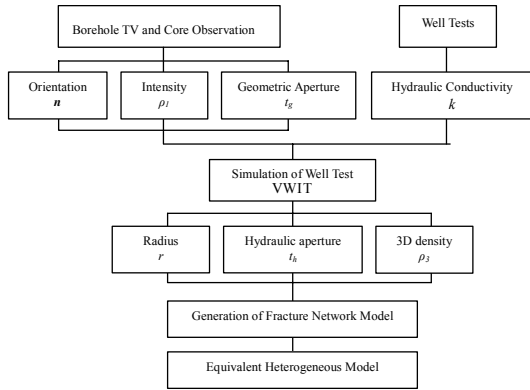 Borehole TV and Core Observation
Well Tests
Orientation
n
Intensity
ρ1
Geometric Aperture
tg
Hydraulic Conductivity
k
Simulation of Well Test
VWIT
Radius
r
Hydraulic aperture
th
3D density
ρ3
Generation of Fracture Network Model
Equivalent Heterogeneous Model